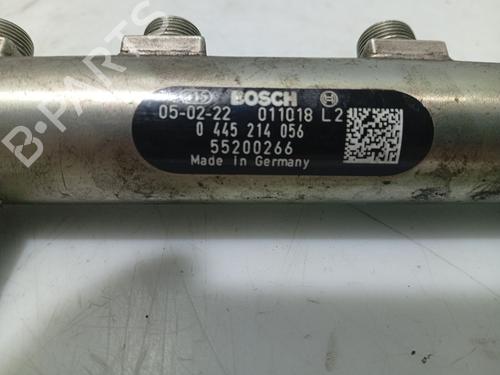 B-PARTS
BOSCH
05-02-22 011018 L2
0 445 214 056
55200266
Made in Germany